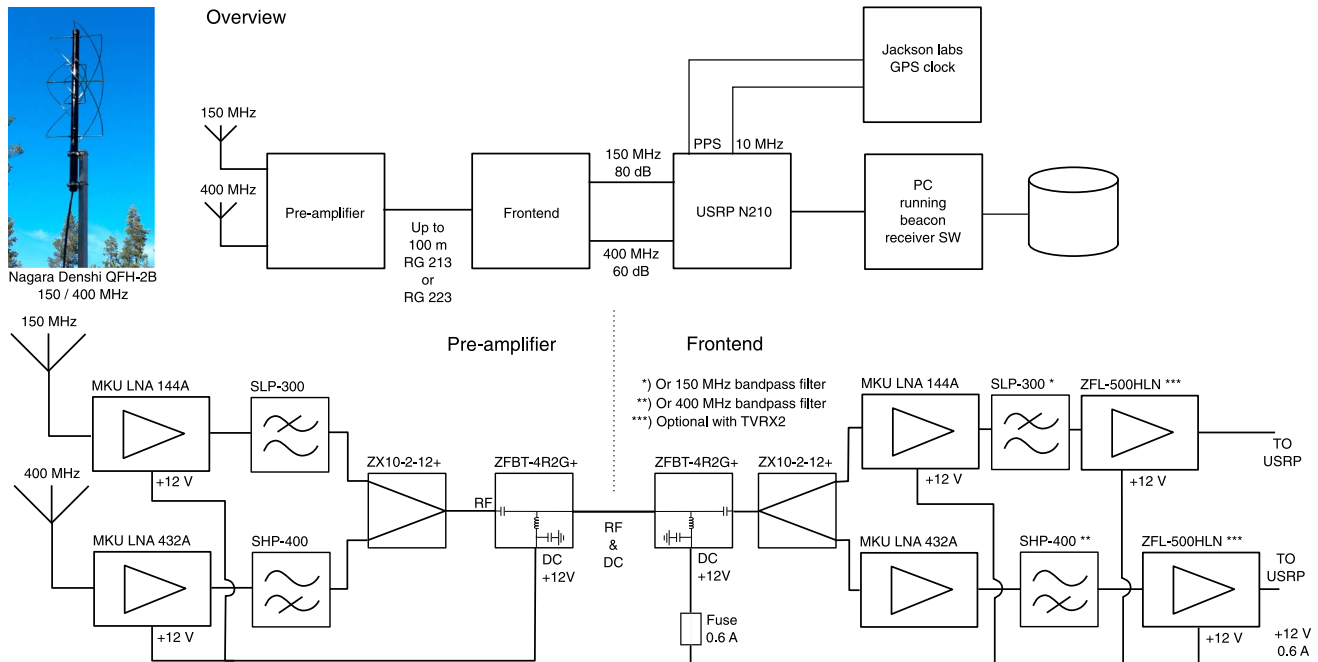 Overview
Jackson labs
GPS clock
150 MHz
400 MHz
Pre-amplifier
Up to
100 m
RG 213
or
RG 223
Frontend
150 MHz
80 dB
400 MHz
60 dB
PPS
10 MHz
USRP N210
PC
running
beacon
receiver SW
Nagara Denshi QFH-2B
150 / 400 MHz
Pre-amplifier
Frontend
150 MHz
MKU LNA 144A
SLP-300
+12 V
400 MHz
MKU LNA 432A
SHP-400
+12 V
ZX10-2-12+
RF
ZFBT-4R2G+
DC
+12V
RF
&
DC
*) Or 150 MHz bandpass filter
**) Or 400 MHz bandpass filter
***) Optional with TVRX2
ZFBT-4R2G+
DC
+12V
Fuse
0.6 A
ZX10-2-12+
MKU LNA 144A
SLP-300 *
ZFL-500HLN ***
+12 V
+12 V
TO
USRP
MKU LNA 432A
SHP-400 **
ZFL-500HLN ***
+12 V
+12 V
TO
USRP
+12 V
0.6 A